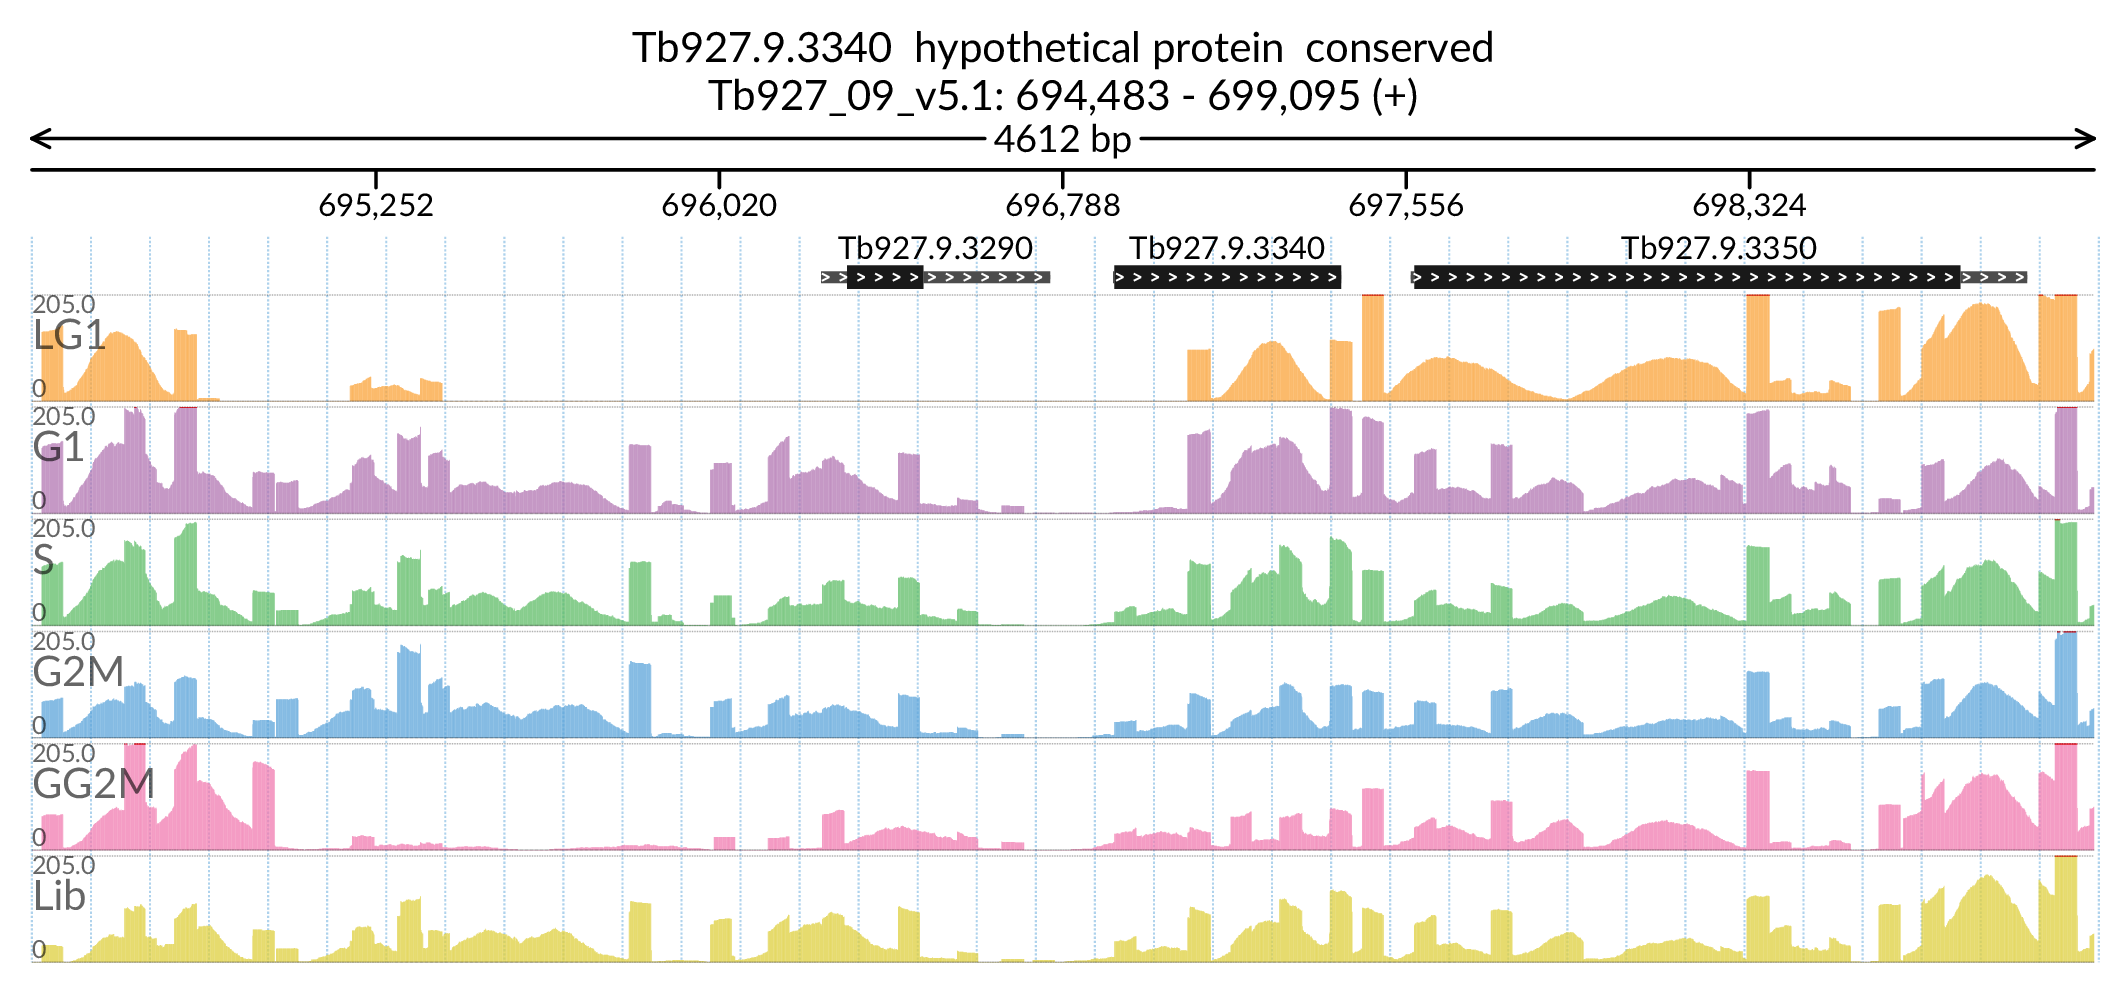 Tb927.9.3340 hypothetical protein conserved
Tb927_09_v5.1: 694,483 - 699,095 (+)
4612 bp
695,252 696,020 696,788 697,556 698,324
Tb927.9.3290 Tb927.9.3340 Tb927.9.3350
205.0
LG1
0
205.0
G1
0
205.0
S
0
205.0
G2M
0
205.0
GG2M
0
205.0
Lib
0